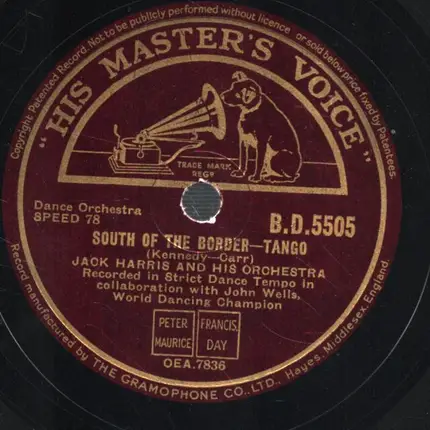 Copyright Patented Record. Not to be publicly performed without licence. or sold below price fixed by Patentees.
"HIS MASTER'S VOICE"
TRADE MARK
REGD
Dance Orchestra
SPEED 78
B.D.5505
SOUTH OF THE BORDER—TANGO
(Kennedy—Carr)
JACK HARRIS AND HIS ORCHESTRA
Recorded in Strict Dance Tempo in
collaboration with John Wells,
World Dancing Champion
PETER
MAURICE
FRANCIS,
DAY
OEA.7836
Record manufactured by THE GRAMOPHONE CO., LTD., Hayes, Middlesex, England.